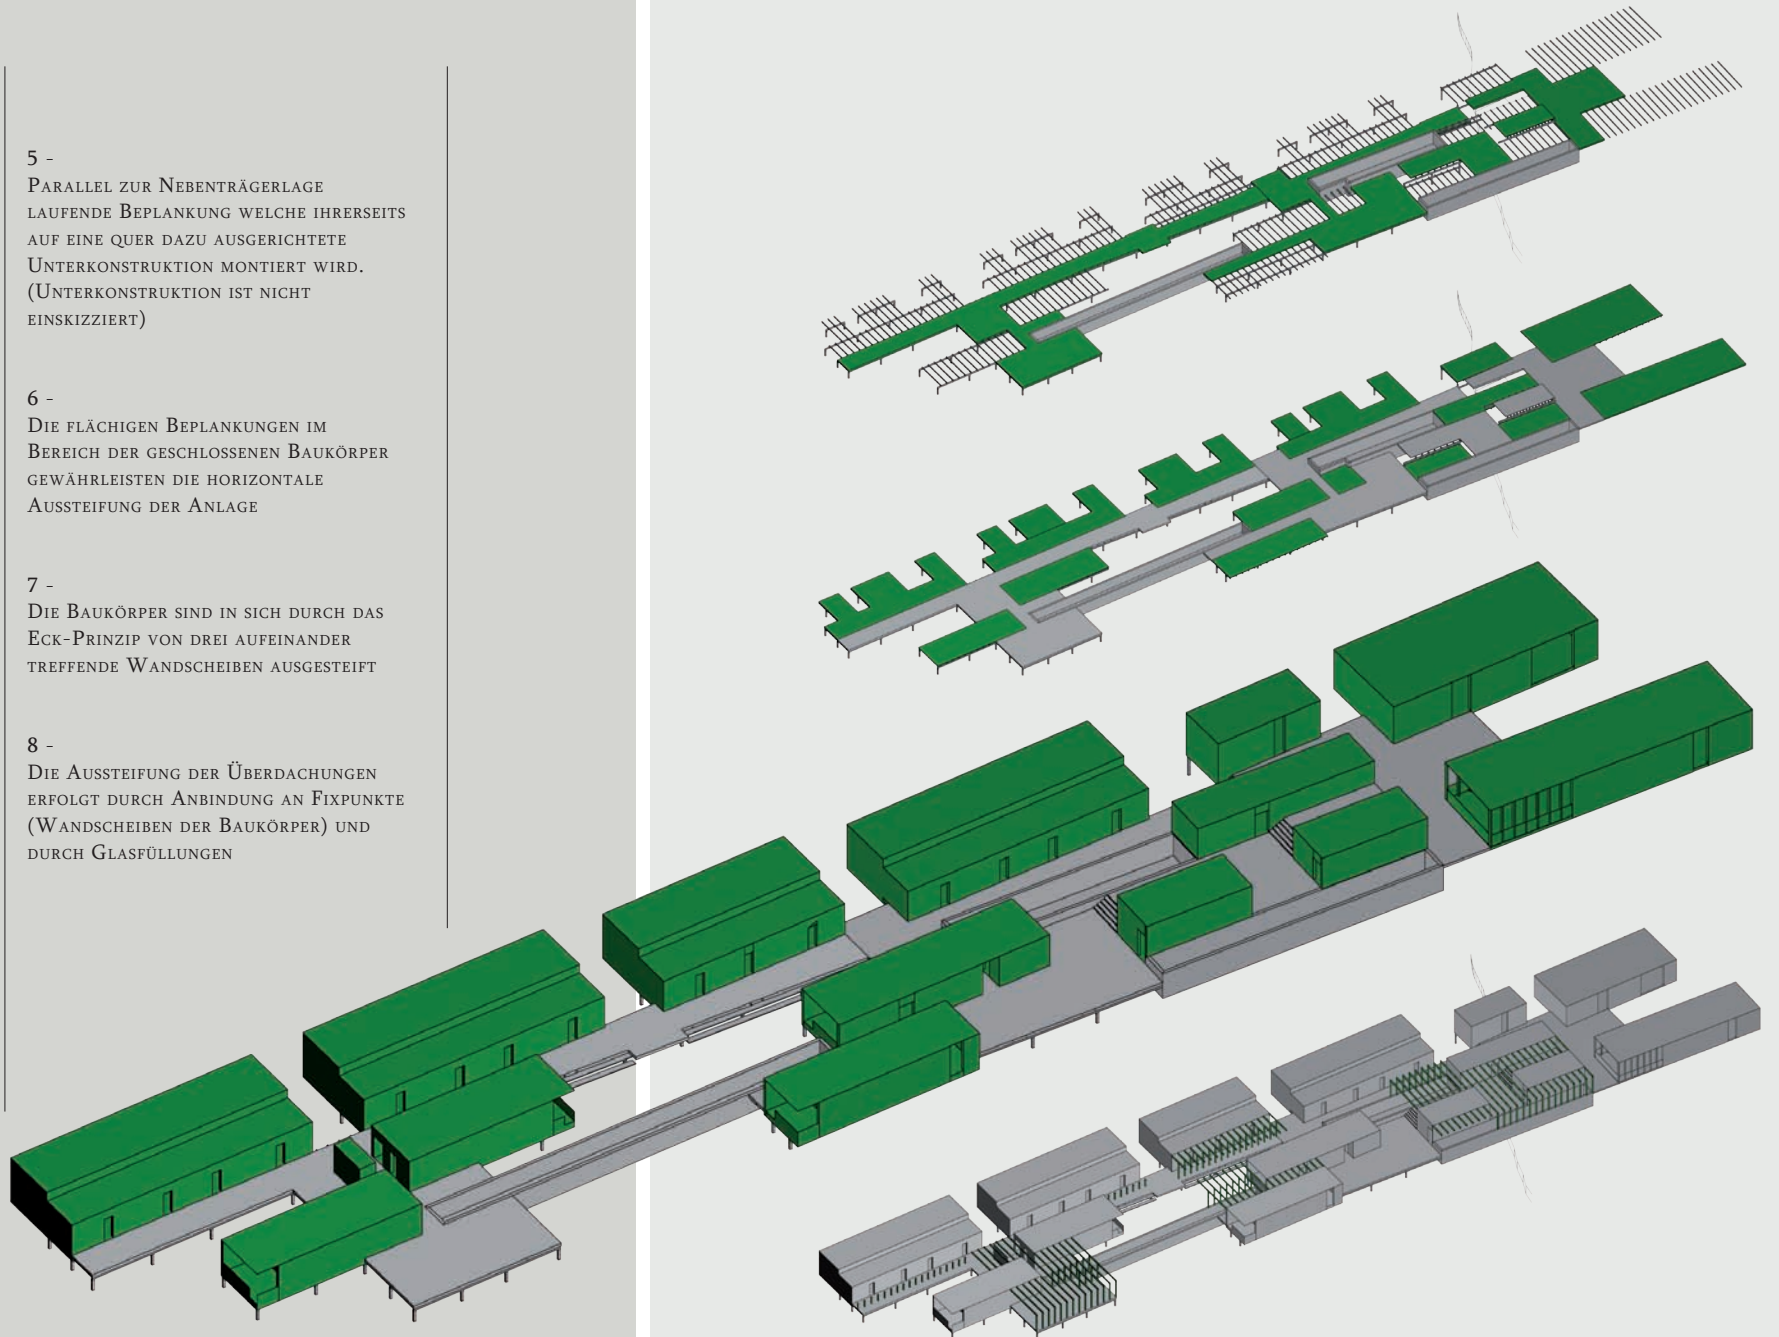 5 -
Parallel zur Nebenträgerlage
laufende Beplankung welche ihrerseits
auf eine quer dazu ausgerichtete
Unterkonstruktion montiert wird.
(Unterkonstruktion ist nicht
einskizziert)
6 -
Die flächigen Beplankungen im
Bereich der geschlossenen Baukörper
gewährleisten die horizontale
Aussteifung der Anlage
7 -
Die Baukörper sind in sich durch das
Eck-Prinzip von drei aufeinander
treffende Wandscheiben ausgesteift
8 -
Die Aussteifung der Überdachungen
erfolgt durch Anbindung an Fixpunkte
(Wandscheiben der Baukörper) und
durch Glasfüllungen